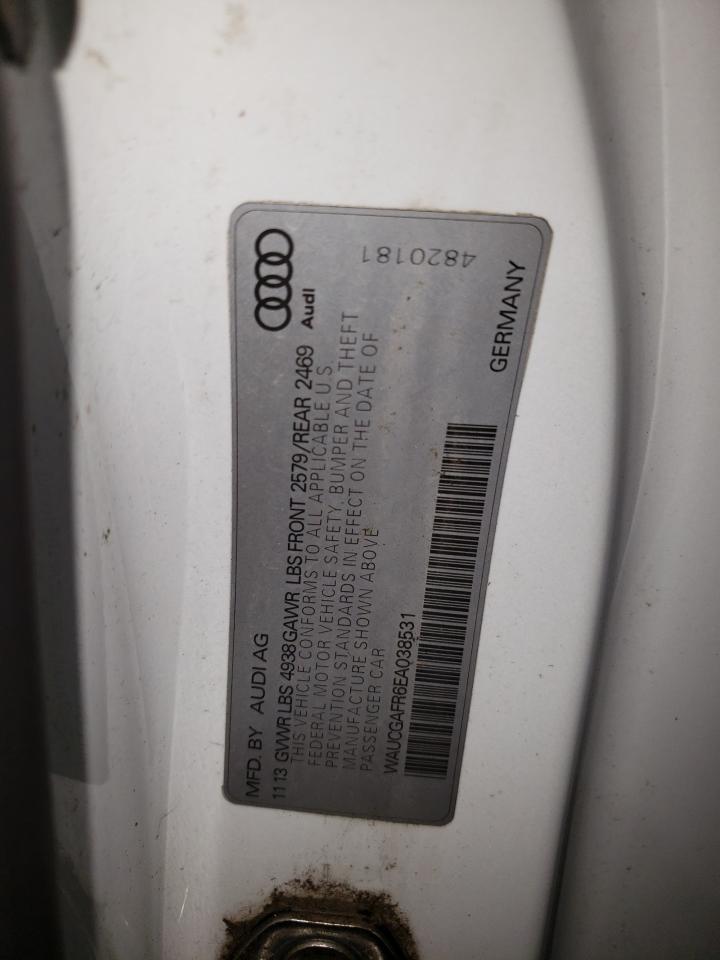 MFD. BY AUDI AG
11 13 GVWR LBS 4938 GAWR LBS FRONT 2579/REAR 2469
THIS VEHICLE CONFORMS TO ALL APPLICABLE U.S.
FEDERAL MOTOR VEHICLE SAFETY, BUMPER AND THEFT
PREVENTION STANDARDS IN EFFECT ON THE DATE OF
MANUFACTURE SHOWN ABOVE
PASSENGER CAR
WAUCGAFR6EA038531
Audi
4820181
GERMANY